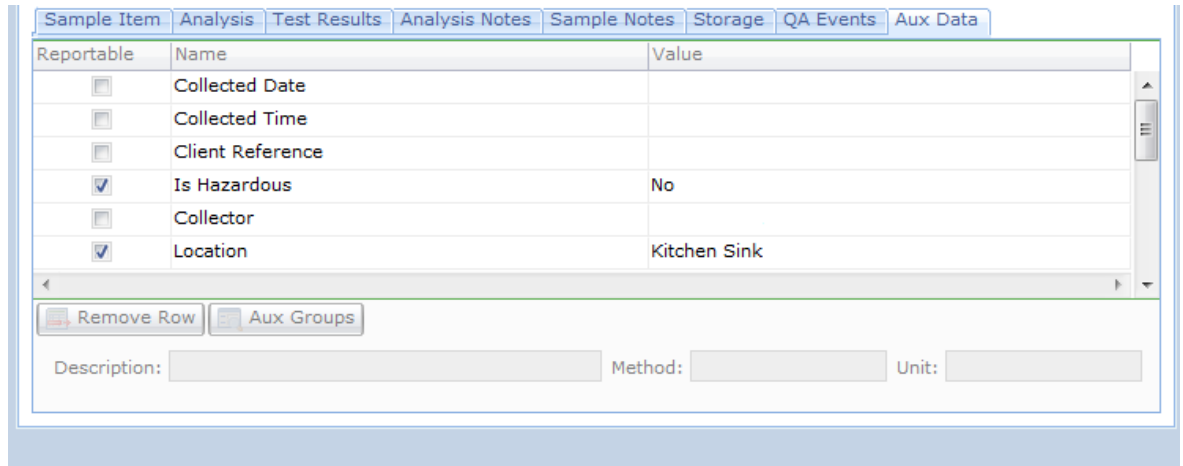 Sample Item Analysis Test Results Analysis Notes Sample Notes Storage QA Events Aux Data
Reportable Name Value
Collected Date
Collected Time
Client Reference
Is Hazardous No
Collector
Location Kitchen Sink
Remove Row Aux Groups
Description: Method: Unit: